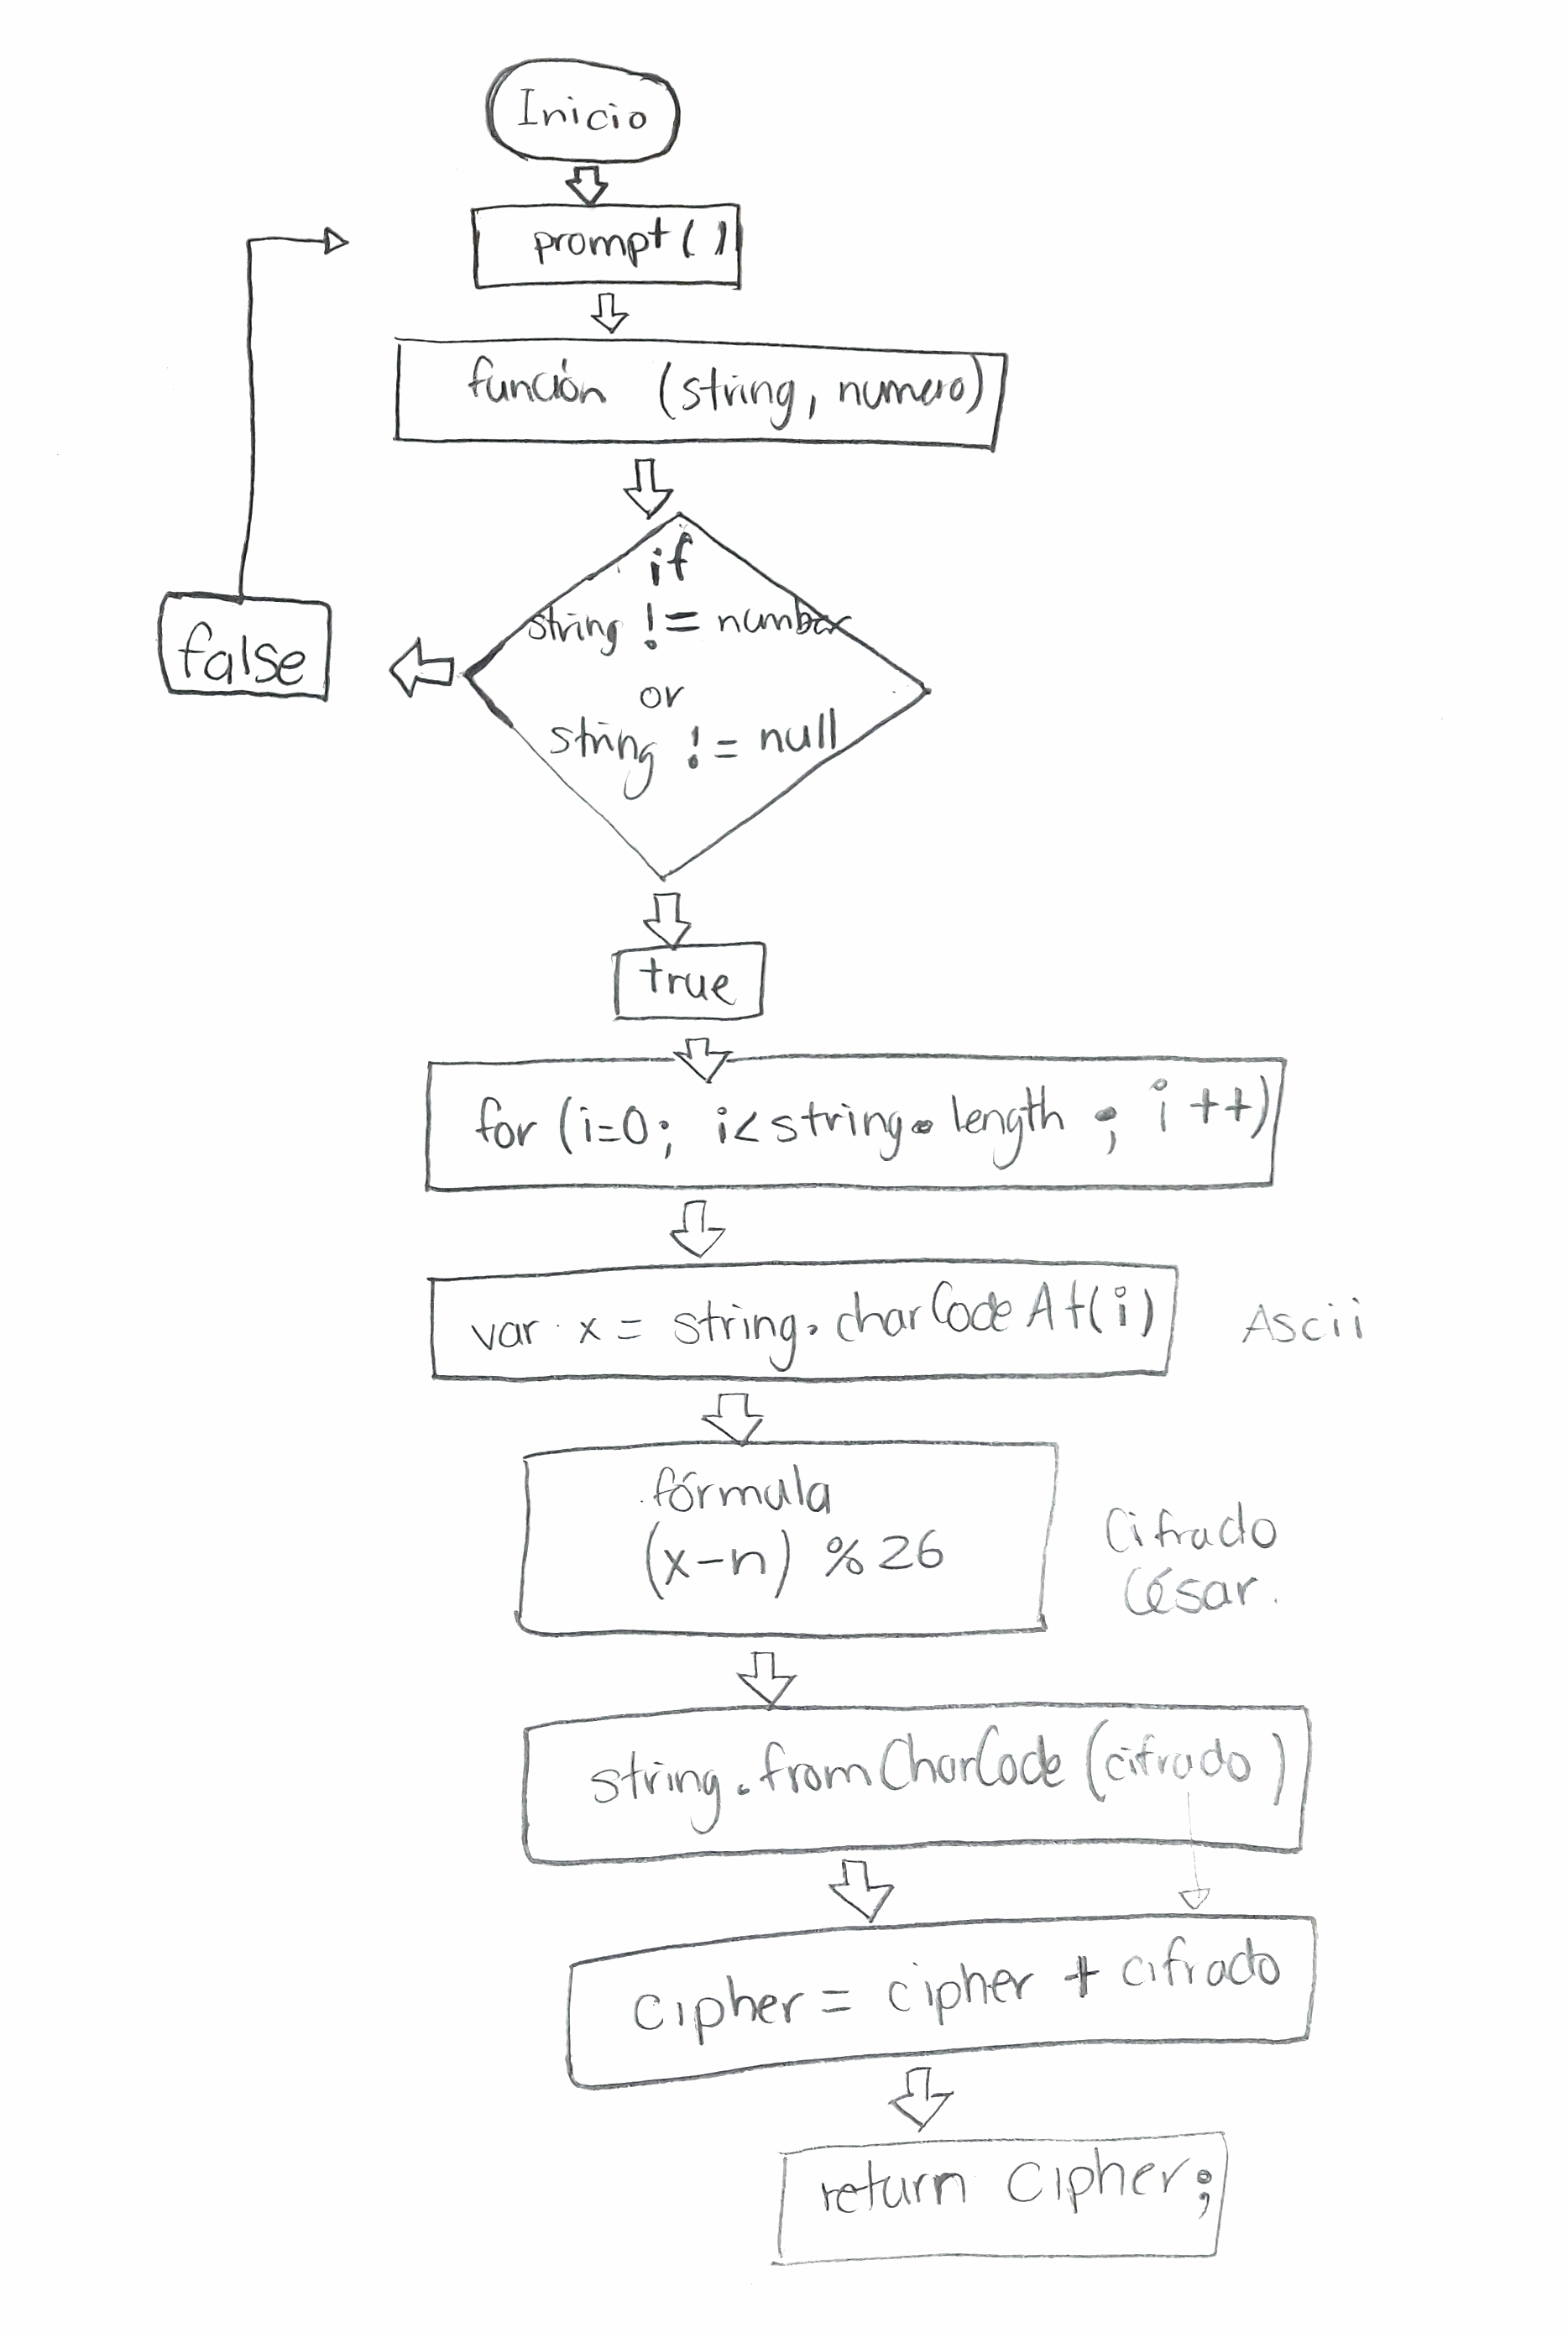 Inicio
prompt()
función (string, numero)
if
string != number
or
string != null
false
true
for (i=0; i<string.length ; i ++)
var x = string.charCodeAt(i)
Ascii
fórmula
(x-n) % 26
Cifrado
César.
string.fromCharCode (cifrado)
cipher = cipher + cifrado
return cipher;